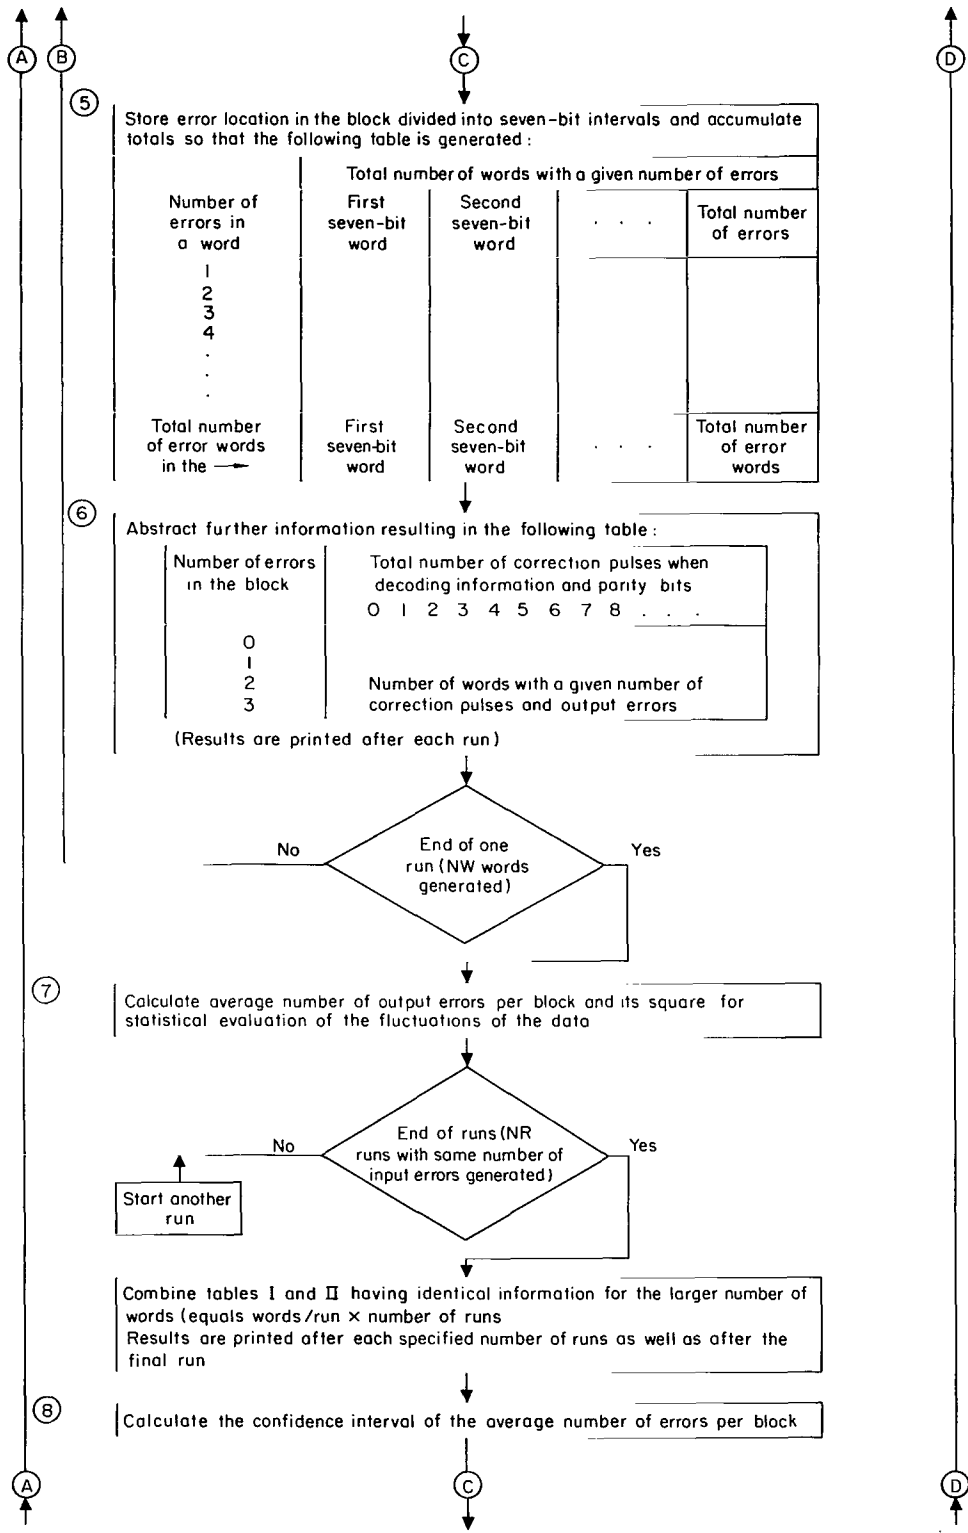 A B C D
5
Store error location in the block divided into seven-bit intervals and accumulate
totals so that the following table is generated :
Total number of words with a given number of errors
Number of
errors in
a word
First
seven-bit
word
Second
seven-bit
word
. . .
Total number
of errors
1
2
3
4
.
.
.
Total number
of error words
in the
First
seven-bit
word
Second
seven-bit
word
. . .
Total number
of error
words
6
Abstract further information resulting in the following table :
Number of errors
in the block
Total number of correction pulses when
decoding information and parity bits
0 1 2 3 4 5 6 7 8 . . .
0
1
2
3
Number of words with a given number of
correction pulses and output errors
(Results are printed after each run)
No
End of one
run (NW words
generated)
Yes
7
Calculate average number of output errors per block and its square for
statistical evaluation of the fluctuations of the data
No
End of runs (NR
runs with same number of
input errors generated)
Yes
Start another
run
Combine tables I and II having identical information for the larger number of
words (equals words/run × number of runs
Results are printed after each specified number of runs as well as after the
final run
8
Calculate the confidence interval of the average number of errors per block
A C D